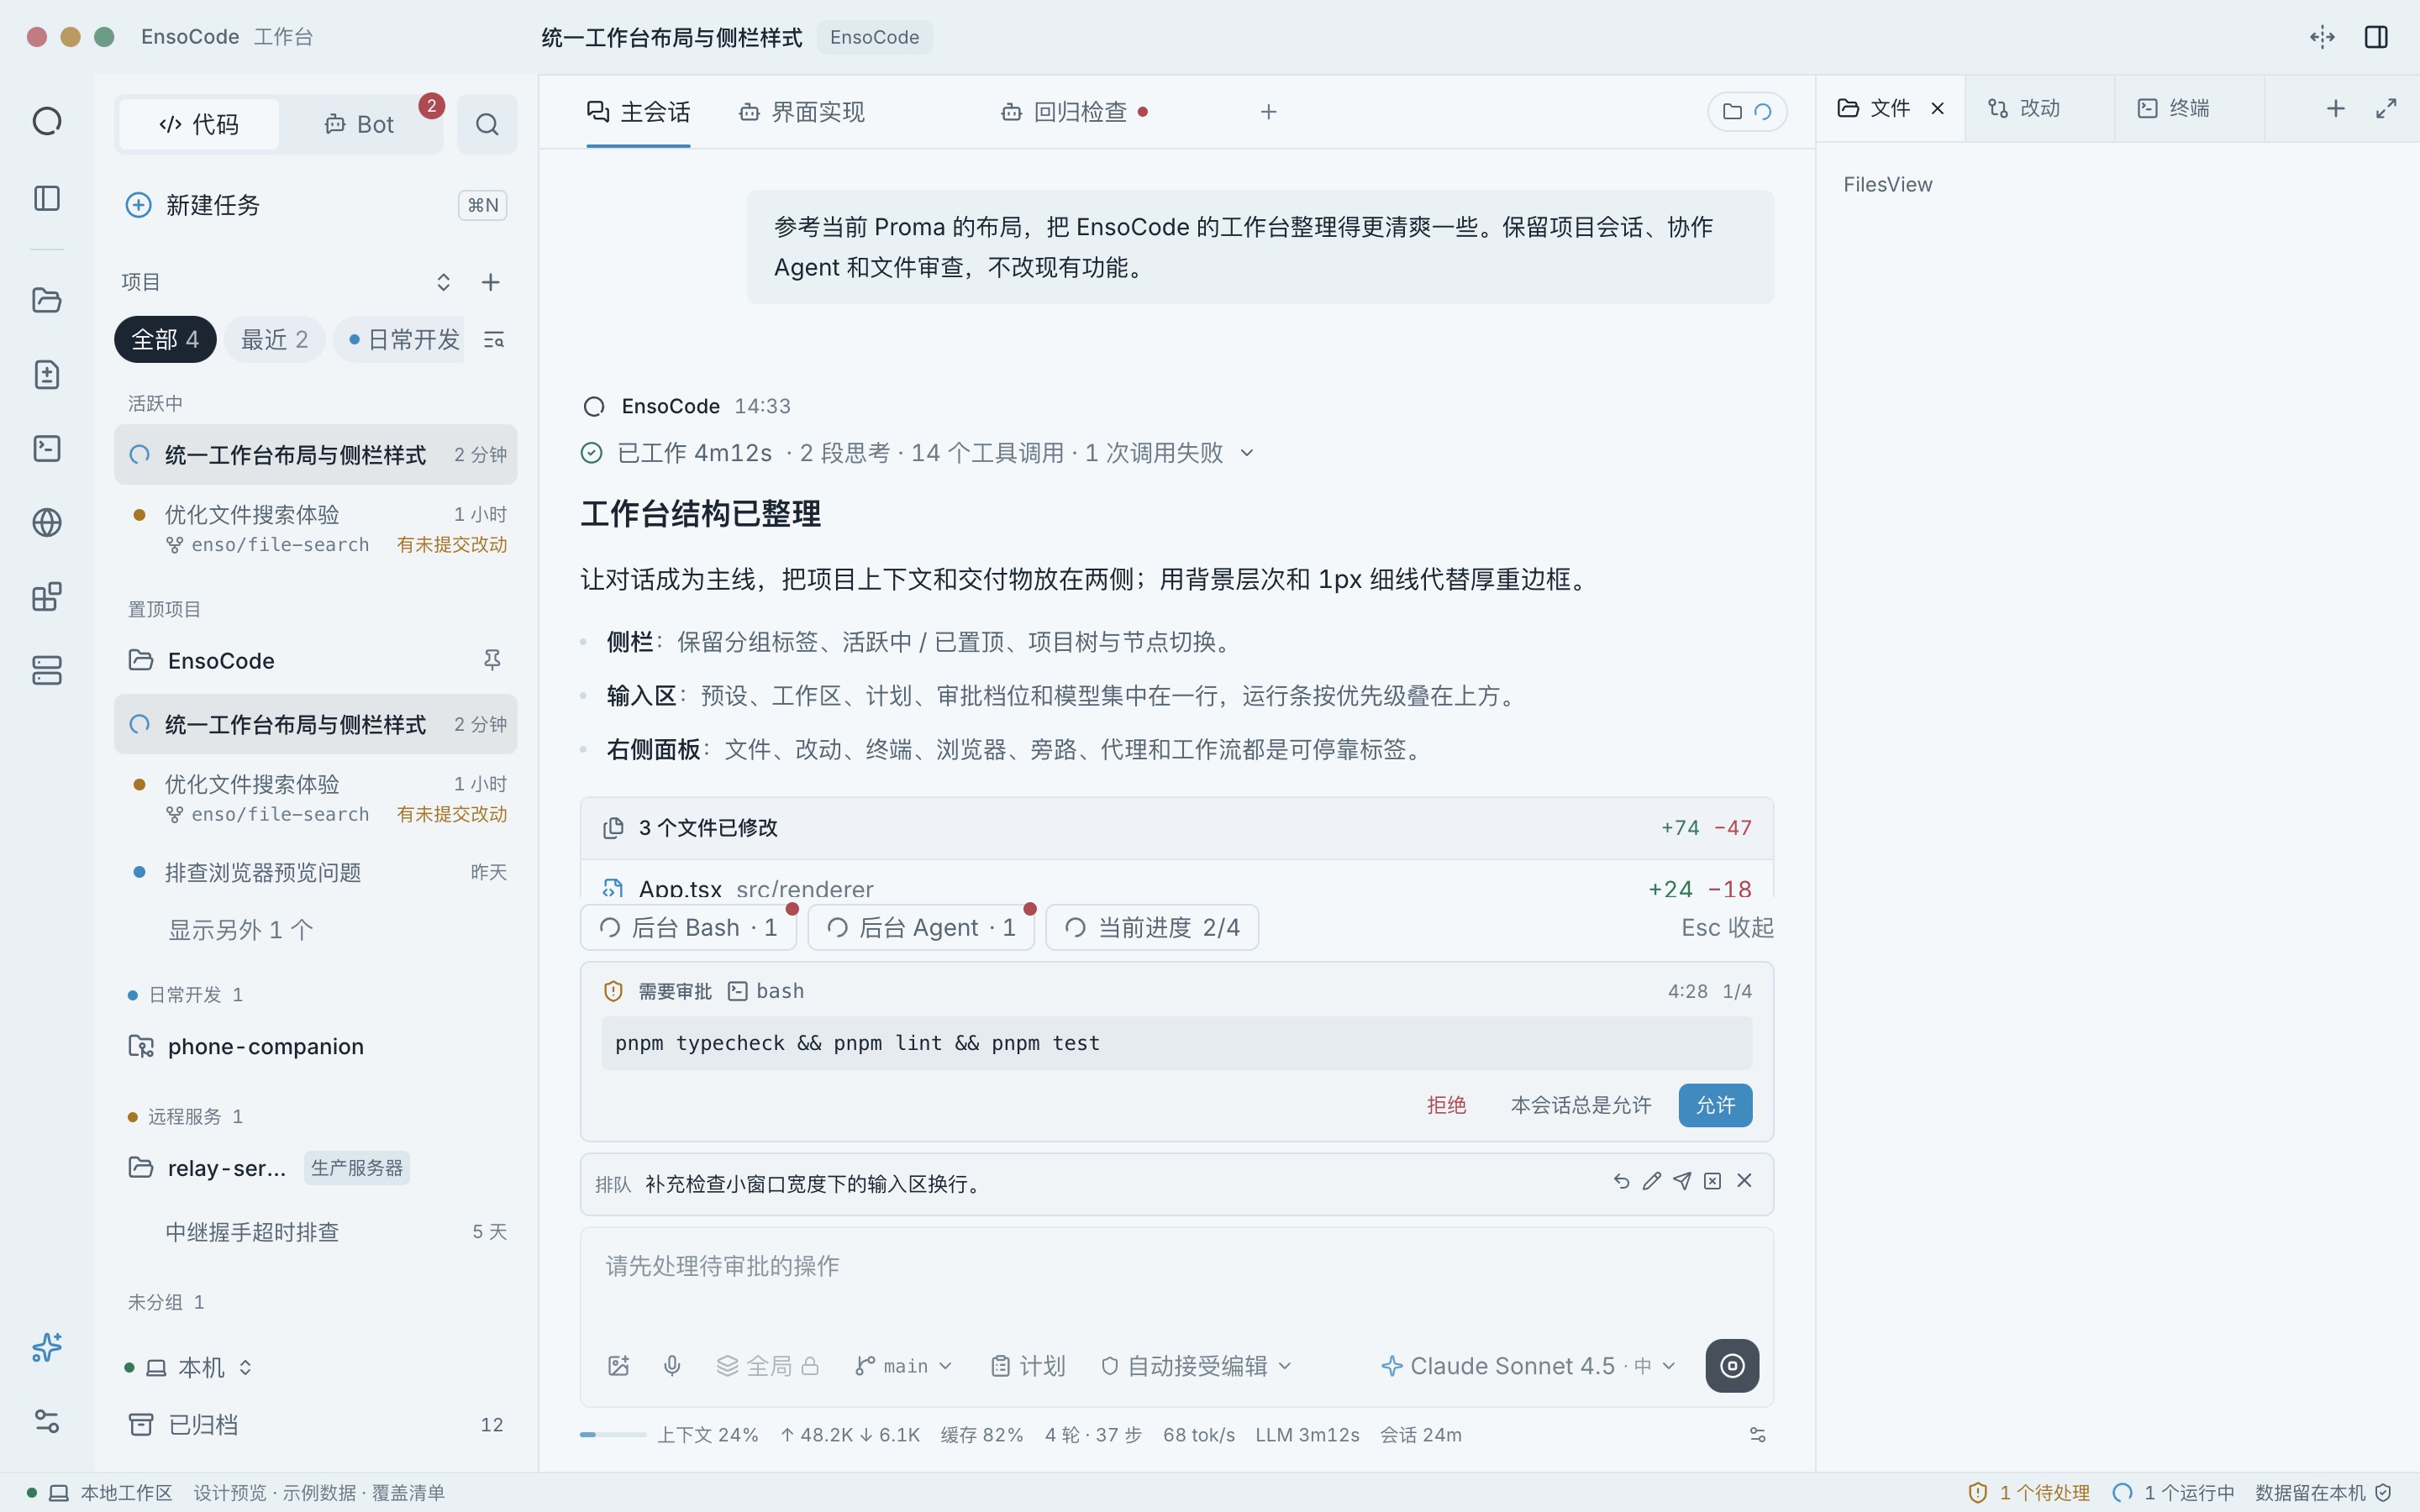 EnsoCode 工作台
统一工作台布局与侧栏样式 EnsoCode
代码
Bot
2
新建任务
⌘N
项目
全部 4
最近 2
日常开发
活跃中
统一工作台布局与侧栏样式 2 分钟
优化文件搜索体验 1 小时
enso/file-search 有未提交改动
置顶项目
EnsoCode
统一工作台布局与侧栏样式 2 分钟
优化文件搜索体验 1 小时
enso/file-search 有未提交改动
排查浏览器预览问题 昨天
显示另外 1 个
日常开发 1
phone-companion
远程服务 1
relay-ser... 生产服务器
中继握手超时排查 5 天
未分组 1
本机
已归档 12
主会话
界面实现
回归检查
参考当前 Proma 的布局，把 EnsoCode 的工作台整理得更清爽一些。保留项目会话、协作
Agent 和文件审查，不改现有功能。
EnsoCode 14:33
已工作 4m12s · 2 段思考 · 14 个工具调用 · 1 次调用失败
工作台结构已整理
让对话成为主线，把项目上下文和交付物放在两侧；用背景层次和 1px 细线代替厚重边框。
• 侧栏：保留分组标签、活跃中 / 已置顶、项目树与节点切换。
• 输入区：预设、工作区、计划、审批档位和模型集中在一行，运行条按优先级叠在上方。
• 右侧面板：文件、改动、终端、浏览器、旁路、代理和工作流都是可停靠标签。
3 个文件已修改 +74 −47
App.tsx src/renderer +24 −18
后台 Bash · 1
后台 Agent · 1
当前进度 2/4
Esc 收起
需要审批 bash 4:28 1/4
pnpm typecheck && pnpm lint && pnpm test
拒绝 本会话总是允许 允许
排队 补充检查小窗口宽度下的输入区换行。
请先处理待审批的操作
全局 main 计划 自动接受编辑 Claude Sonnet 4.5 · 中
上下文 24% ↑ 48.2K ↓ 6.1K 缓存 82% 4 轮 · 37 步 68 tok/s LLM 3m12s 会话 24m
文件
改动
终端
FilesView
本地工作区 设计预览 · 示例数据 · 覆盖清单
1 个待处理 1 个运行中 数据留在本机